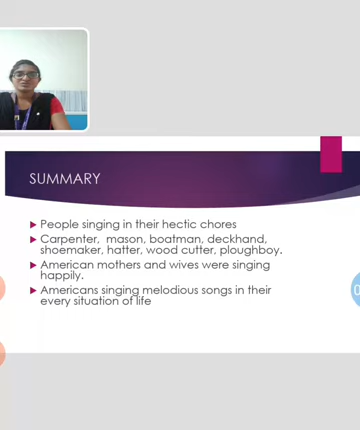 SUMMARY
People singing in their hectic chores
Carpenter, mason, boatman, deckhand,
shoemaker, hatter, wood cutter, ploughboy.
American mothers and wives were singing
happily.
Americans singing melodious songs in their
every situation of life